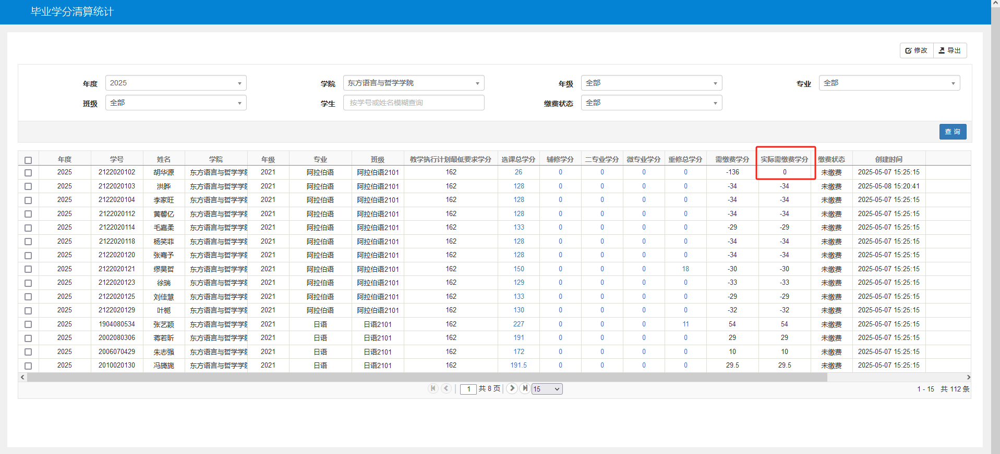 毕业学分清算统计
修改 导出
年度 2025 学院 东方语言与哲学学院 年级 全部 专业 全部
班级 全部 学生 按学号或姓名模糊查询 缴费状态 全部
查 询
年度 学号 姓名 学院 年级 专业 班级 教学执行计划最低要求学分 选课总学分 辅修学分 二专业学分 微专业学分 重修总学分 需缴费学分 实际需缴费学分 缴费状态 创建时间
2025 2122020102 胡华源 东方语言与哲学学院 2021 阿拉伯语 阿拉伯语2101 162 26 0 0 0 0 -136 0 未缴费 2025-05-07 15:25:15
2025 2122020103 洪晔 东方语言与哲学学院 2021 阿拉伯语 阿拉伯语2101 162 128 0 0 0 0 -34 -34 未缴费 2025-05-08 15:20:41
2025 2122020104 李家旺 东方语言与哲学学院 2021 阿拉伯语 阿拉伯语2101 162 128 0 0 0 0 -34 -34 未缴费 2025-05-07 15:25:15
2025 2122020112 黄馨亿 东方语言与哲学学院 2021 阿拉伯语 阿拉伯语2101 162 128 0 0 0 0 -34 -34 未缴费 2025-05-07 15:25:15
2025 2122020114 毛嘉柔 东方语言与哲学学院 2021 阿拉伯语 阿拉伯语2101 162 133 0 0 0 0 -29 -29 未缴费 2025-05-07 15:25:15
2025 2122020118 杨笑菲 东方语言与哲学学院 2021 阿拉伯语 阿拉伯语2101 162 128 0 0 0 0 -34 -34 未缴费 2025-05-07 15:25:15
2025 2122020120 张骞予 东方语言与哲学学院 2021 阿拉伯语 阿拉伯语2101 162 128 0 0 0 0 -34 -34 未缴费 2025-05-07 15:25:15
2025 2122020121 缪昊哲 东方语言与哲学学院 2021 阿拉伯语 阿拉伯语2101 162 150 0 0 0 18 -30 -30 未缴费 2025-05-07 15:25:15
2025 2122020123 徐瑞 东方语言与哲学学院 2021 阿拉伯语 阿拉伯语2101 162 129 0 0 0 0 -33 -33 未缴费 2025-05-07 15:25:15
2025 2122020125 刘佳慧 东方语言与哲学学院 2021 阿拉伯语 阿拉伯语2101 162 133 0 0 0 0 -29 -29 未缴费 2025-05-07 15:25:15
2025 2122020129 叶栀 东方语言与哲学学院 2021 阿拉伯语 阿拉伯语2101 162 130 0 0 0 0 -32 -32 未缴费 2025-05-07 15:25:15
2025 1904080534 张艺颖 东方语言与哲学学院 2021 日语 日语2101 162 227 0 0 0 11 54 54 未缴费 2025-05-07 15:25:15
2025 2002080306 蒋若昕 东方语言与哲学学院 2021 日语 日语2101 162 191 0 0 0 0 29 29 未缴费 2025-05-07 15:25:15
2025 2006070429 朱志强 东方语言与哲学学院 2021 日语 日语2101 162 172 0 0 0 0 10 10 未缴费 2025-05-07 15:25:15
2025 2010020130 冯旖旎 东方语言与哲学学院 2021 日语 日语2101 162 191.5 0 0 0 0 29.5 29.5 未缴费 2025-05-07 15:25:15
1 共 8 页 15 1 - 15 共 112 条